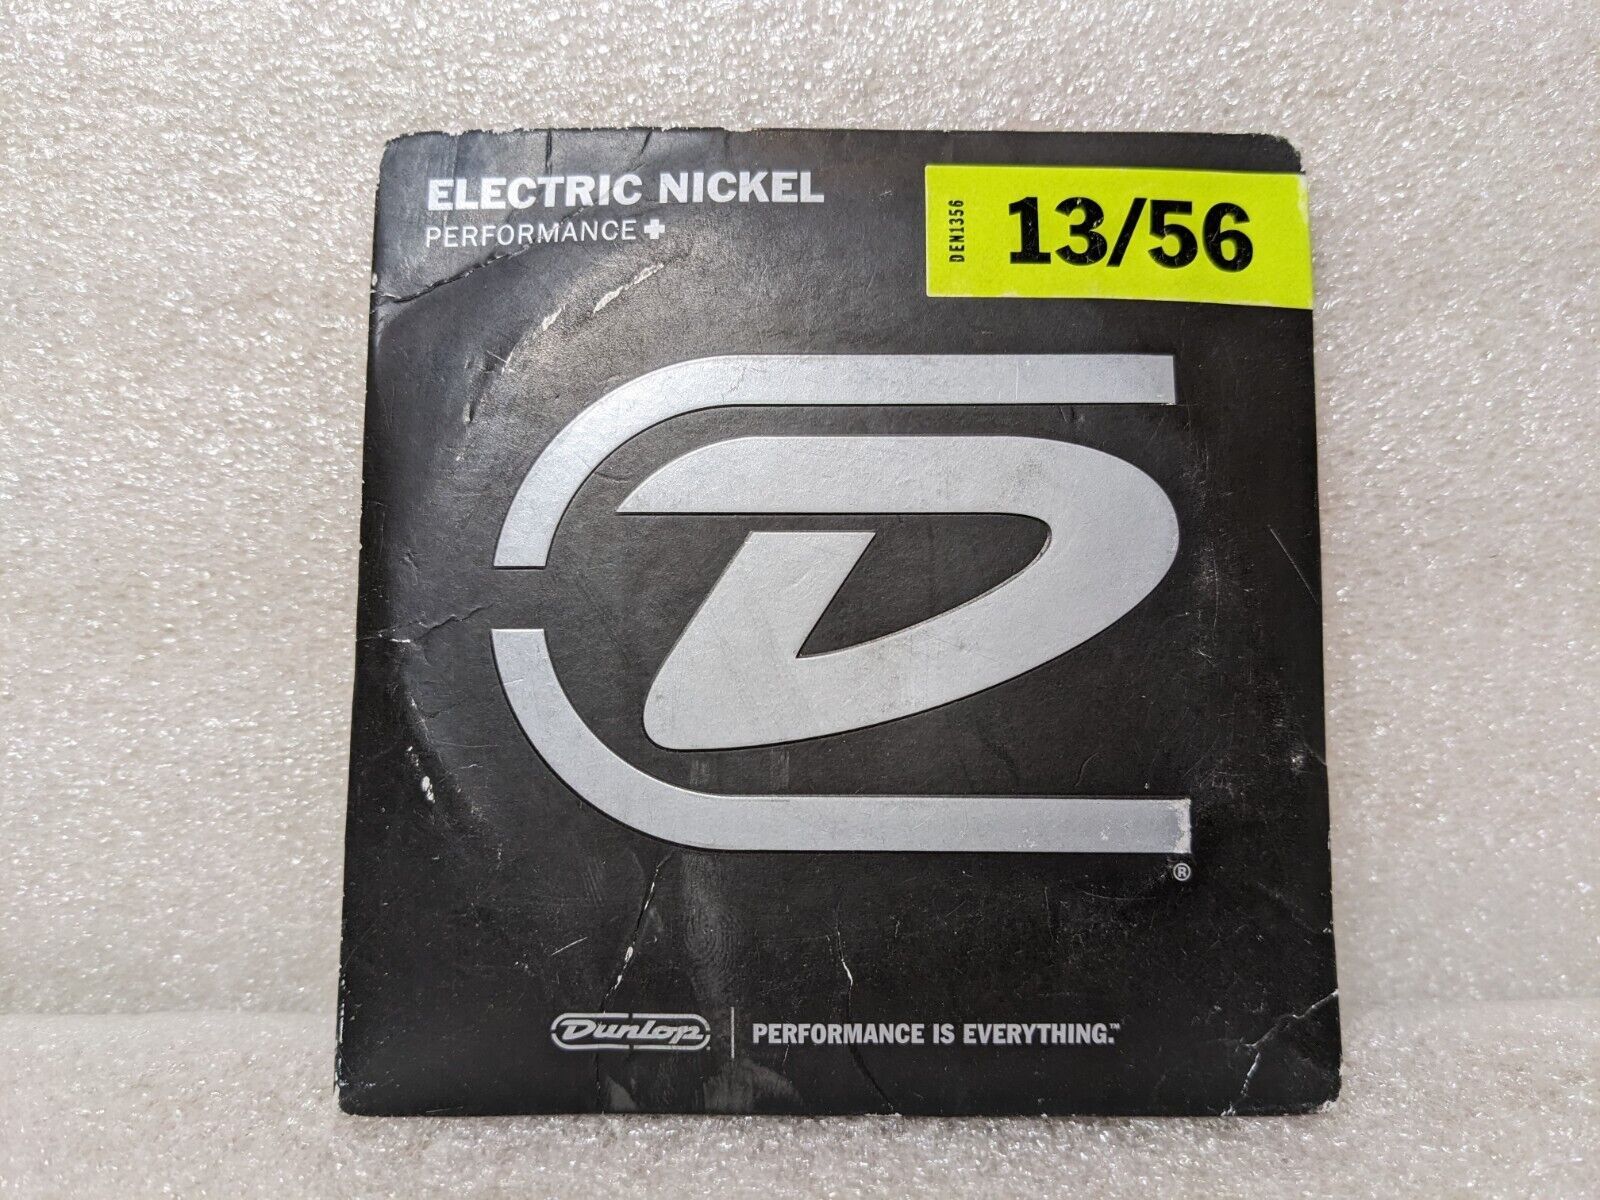 ELECTRIC NICKEL
PERFORMANCE+
DEN1356
13/56
D
®
Dunlop®
PERFORMANCE IS EVERYTHING.™